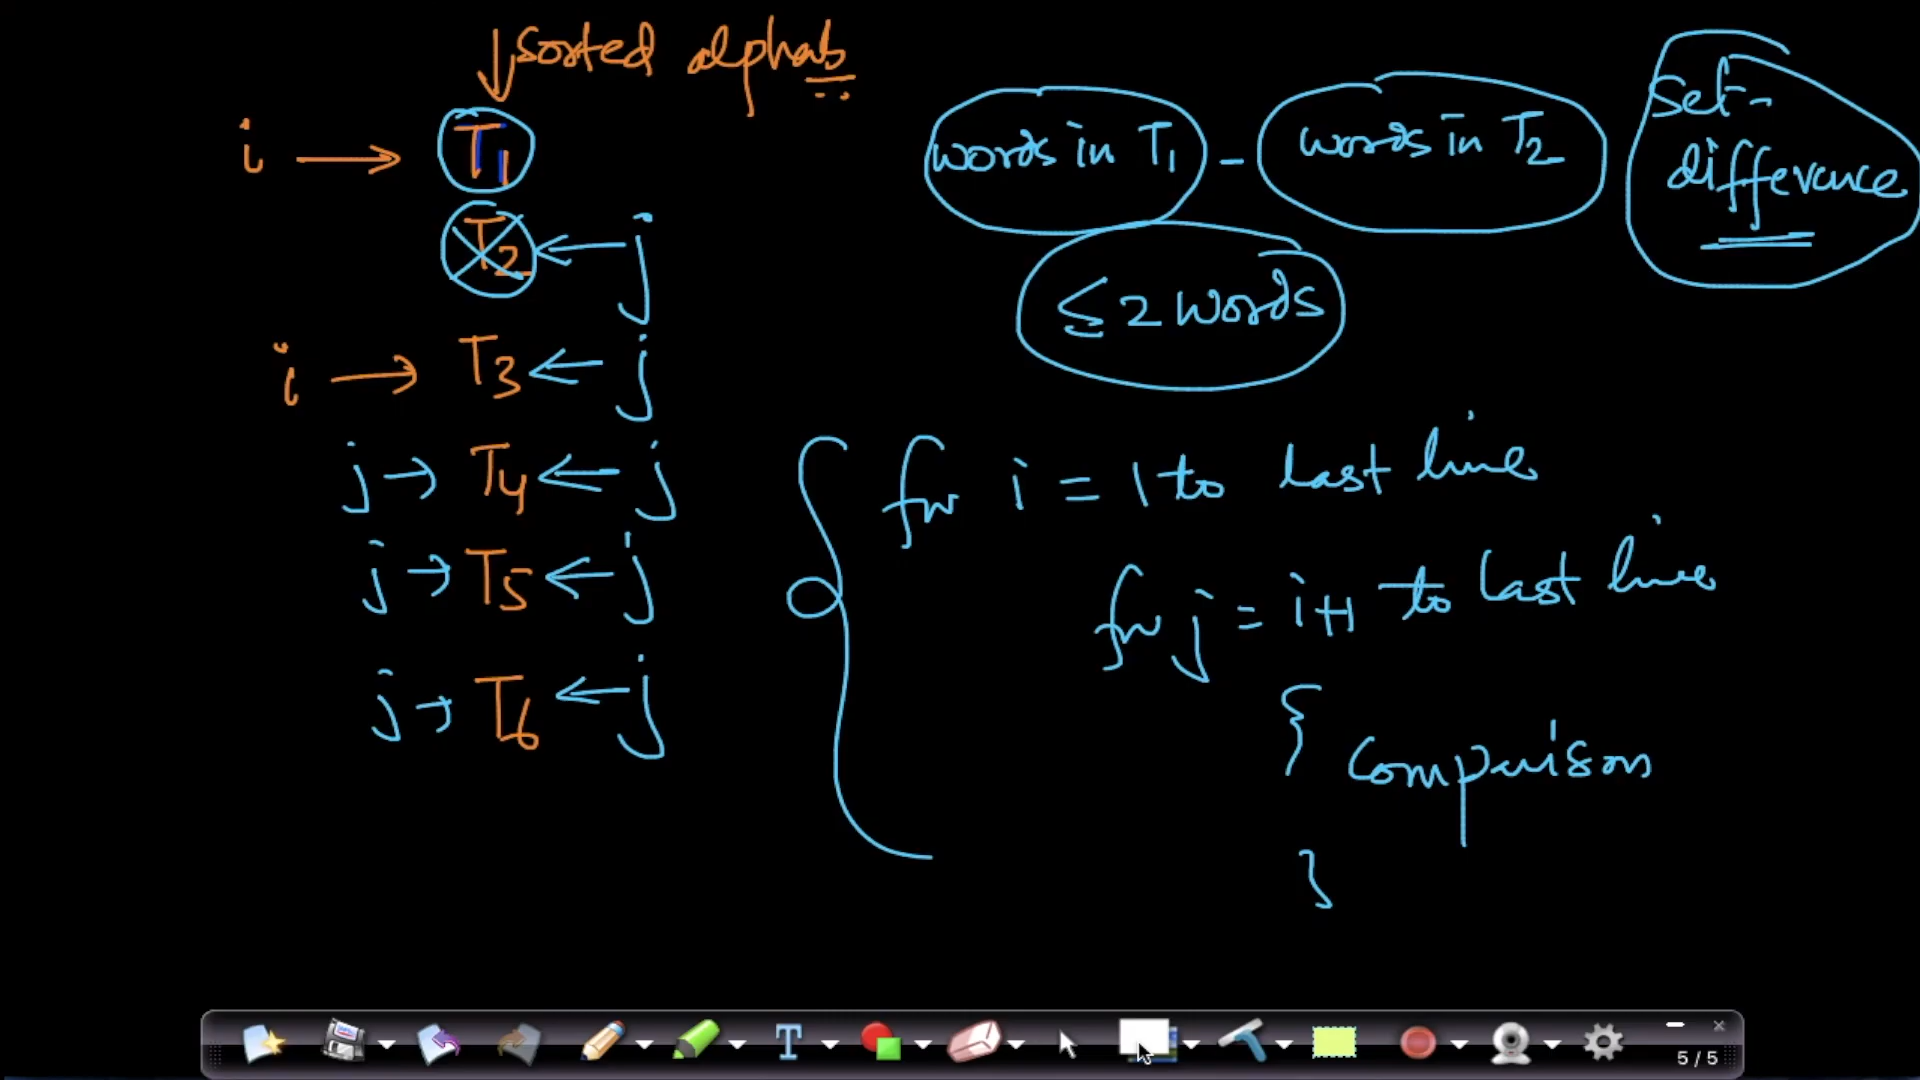 sorted alphab
i → T1
T2 ← j
i → T3 ← j
j → T4 ← j
j → T5 ← j
j → T6 ← j
words in T1 - words in T2
≤ 2 words
Set-
difference
for i = 1 to last line
for j = i+1 to last line
{
Comparison
}
T
5 / 5